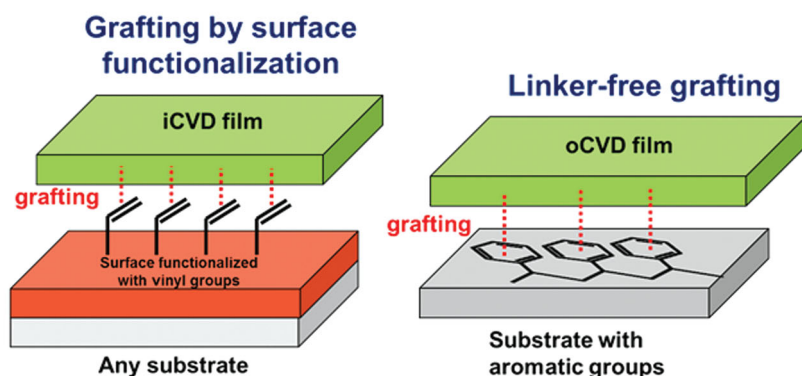 Grafting by surface
functionalization
iCVD film
grafting
Surface functionalized
with vinyl groups
Any substrate
Linker-free grafting
oCVD film
grafting
Substrate with
aromatic groups